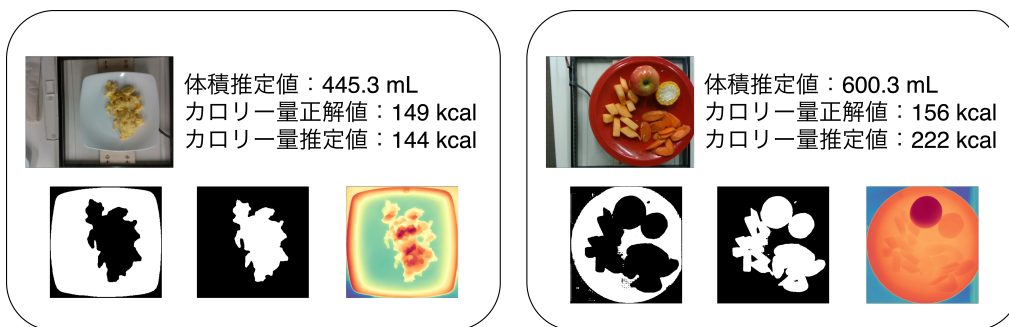 体積推定値：445.3 mL
カロリー量正解値：149 kcal
カロリー量推定値：144 kcal
体積推定値：600.3 mL
カロリー量正解値：156 kcal
カロリー量推定値：222 kcal